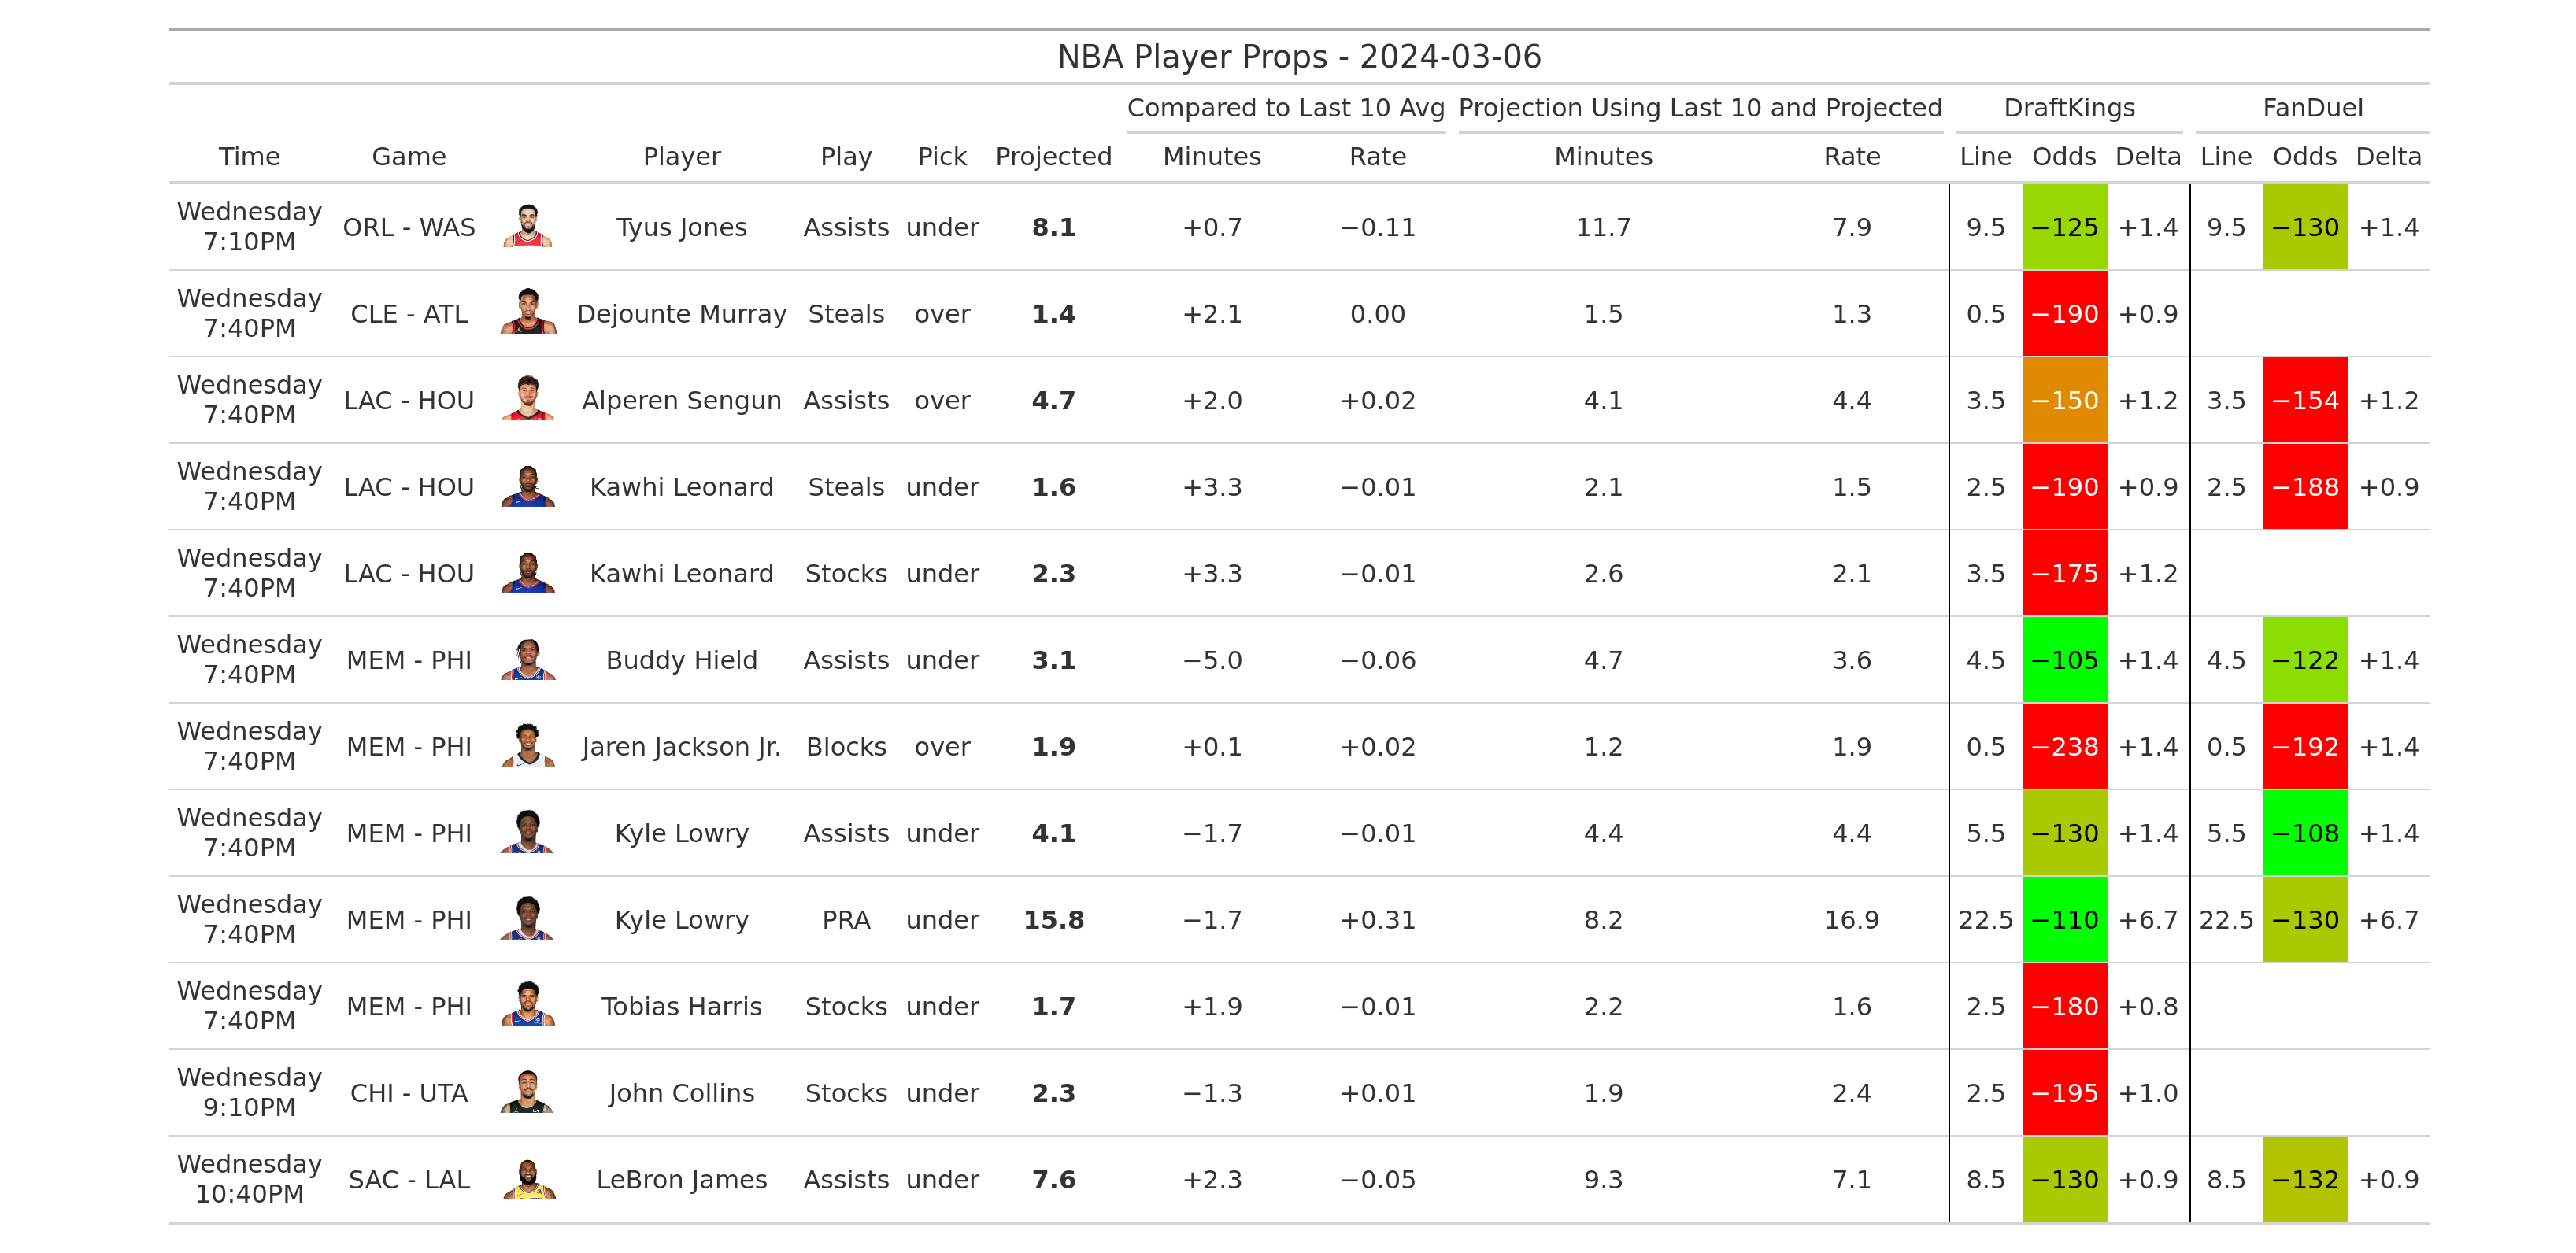 NBA Player Props - 2024-03-06
Compared to Last 10 Avg Projection Using Last 10 and Projected DraftKings FanDuel
Time Game Player Play Pick Projected Minutes Rate Minutes Rate Line Odds Delta Line Odds Delta
Wednesday
7:10PM ORL - WAS Tyus Jones Assists under 8.1 +0.7 −0.11 11.7 7.9 9.5 −125 +1.4 9.5 −130 +1.4
Wednesday
7:40PM CLE - ATL Dejounte Murray Steals over 1.4 +2.1 0.00 1.5 1.3 0.5 −190 +0.9
Wednesday
7:40PM LAC - HOU Alperen Sengun Assists over 4.7 +2.0 +0.02 4.1 4.4 3.5 −150 +1.2 3.5 −154 +1.2
Wednesday
7:40PM LAC - HOU Kawhi Leonard Steals under 1.6 +3.3 −0.01 2.1 1.5 2.5 −190 +0.9 2.5 −188 +0.9
Wednesday
7:40PM LAC - HOU Kawhi Leonard Stocks under 2.3 +3.3 −0.01 2.6 2.1 3.5 −175 +1.2
Wednesday
7:40PM MEM - PHI Buddy Hield Assists under 3.1 −5.0 −0.06 4.7 3.6 4.5 −105 +1.4 4.5 −122 +1.4
Wednesday
7:40PM MEM - PHI Jaren Jackson Jr. Blocks over 1.9 +0.1 +0.02 1.2 1.9 0.5 −238 +1.4 0.5 −192 +1.4
Wednesday
7:40PM MEM - PHI Kyle Lowry Assists under 4.1 −1.7 −0.01 4.4 4.4 5.5 −130 +1.4 5.5 −108 +1.4
Wednesday
7:40PM MEM - PHI Kyle Lowry PRA under 15.8 −1.7 +0.31 8.2 16.9 22.5 −110 +6.7 22.5 −130 +6.7
Wednesday
7:40PM MEM - PHI Tobias Harris Stocks under 1.7 +1.9 −0.01 2.2 1.6 2.5 −180 +0.8
Wednesday
9:10PM CHI - UTA John Collins Stocks under 2.3 −1.3 +0.01 1.9 2.4 2.5 −195 +1.0
Wednesday
10:40PM SAC - LAL LeBron James Assists under 7.6 +2.3 −0.05 9.3 7.1 8.5 −130 +0.9 8.5 −132 +0.9